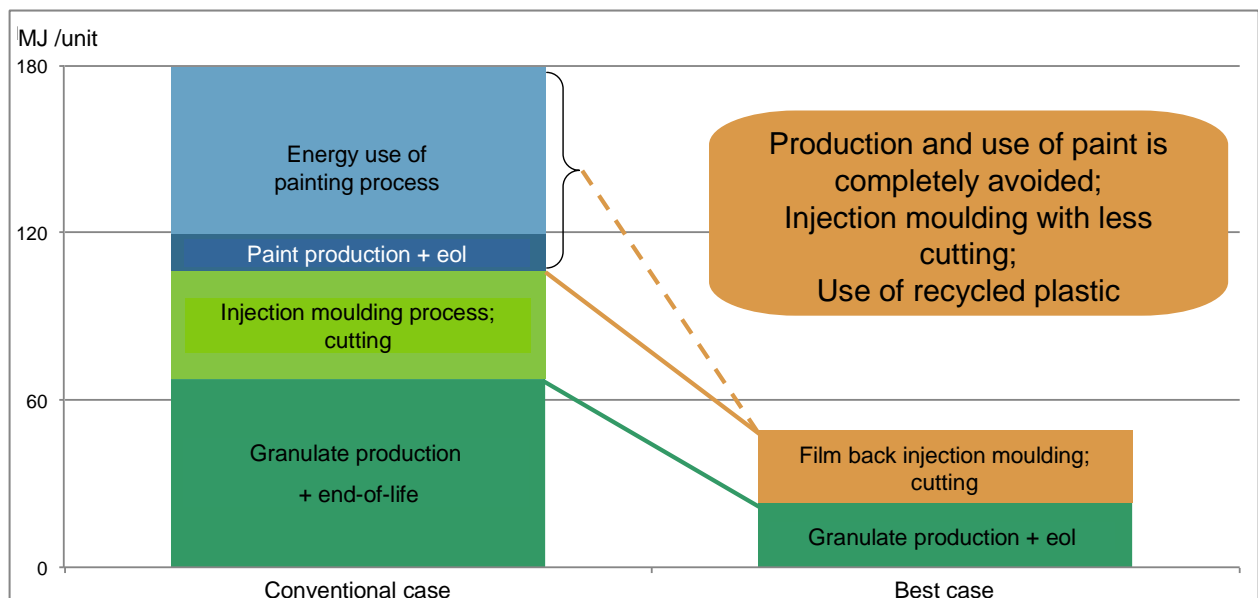 MJ /unit
180
120
60
0
Energy use of
painting process
Paint production + eol
Injection moulding process;
cutting
Granulate production
+ end-of-life
Production and use of paint is
completely avoided;
Injection moulding with less
cutting;
Use of recycled plastic
Film back injection moulding;
cutting
Granulate production + eol
Conventional case
Best case